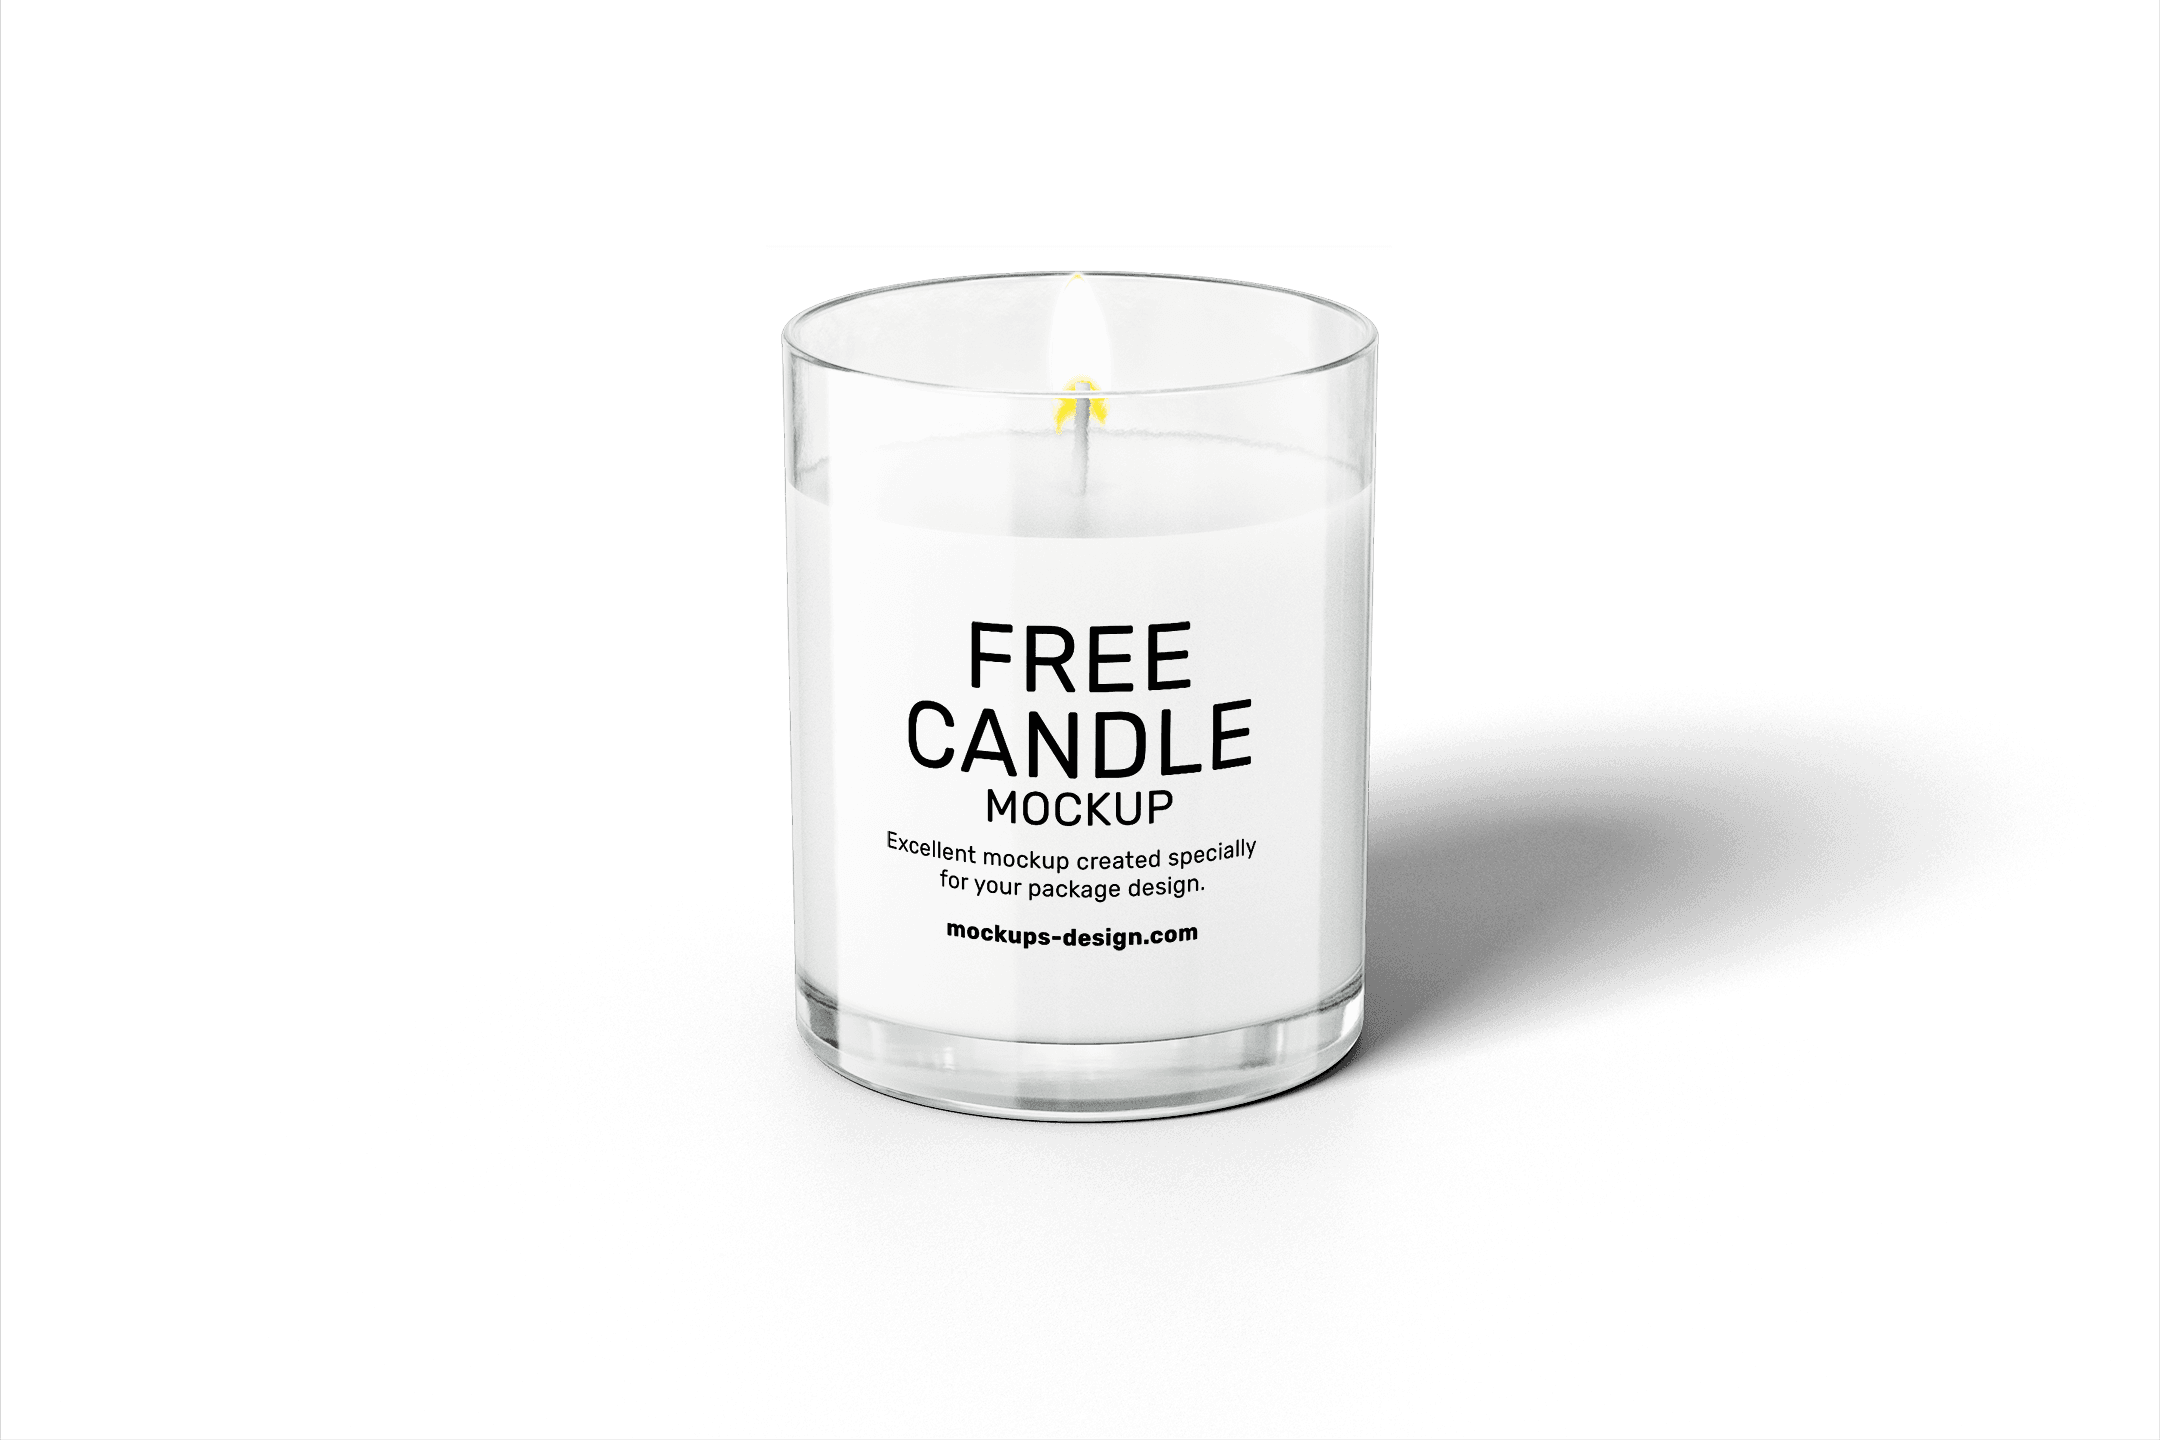 FREE
CANDLE
MOCKUP
Excellent mockup created specially
for your package design.
mockups-design.com